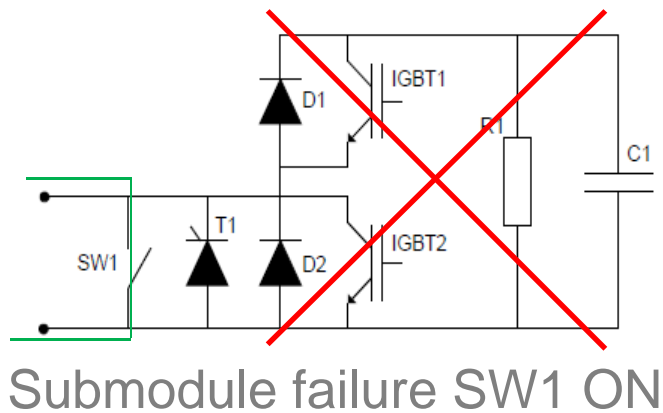 IGBT1
D1
R1
C1
T1
IGBT2
SW1
D2
Submodule failure SW1 ON